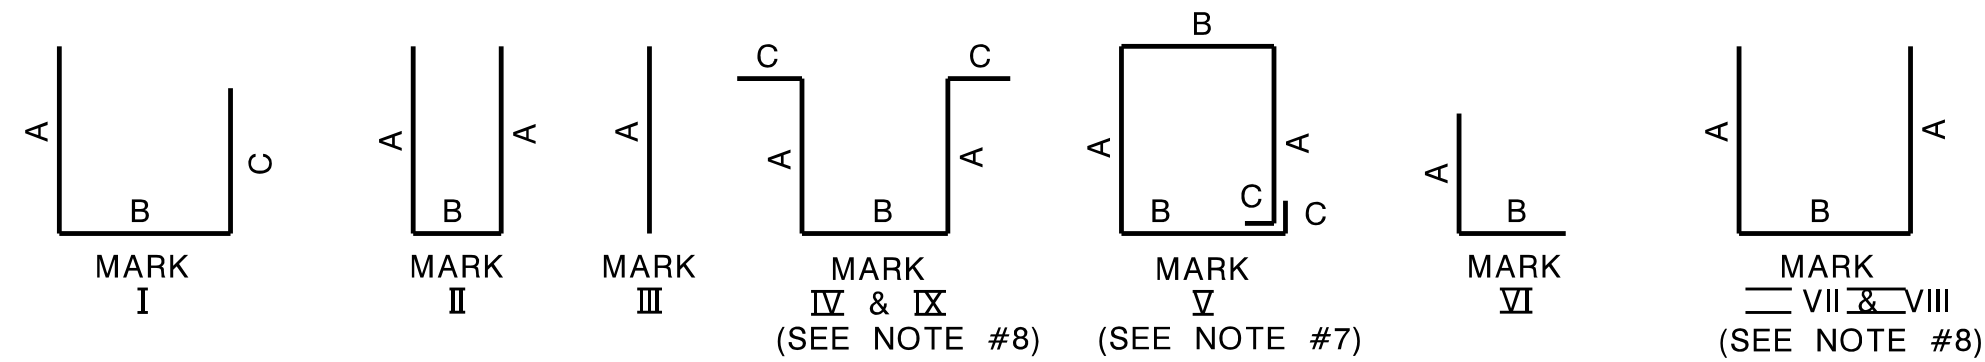 A B C
MARK
I
A B A
MARK
II
A
MARK
III
C A B A C
MARK
IV & IX
(SEE NOTE #8)
B
A B A C C
MARK
V
(SEE NOTE #7)
A B
MARK
VI
A B A
MARK
VII & VIII
(SEE NOTE #8)